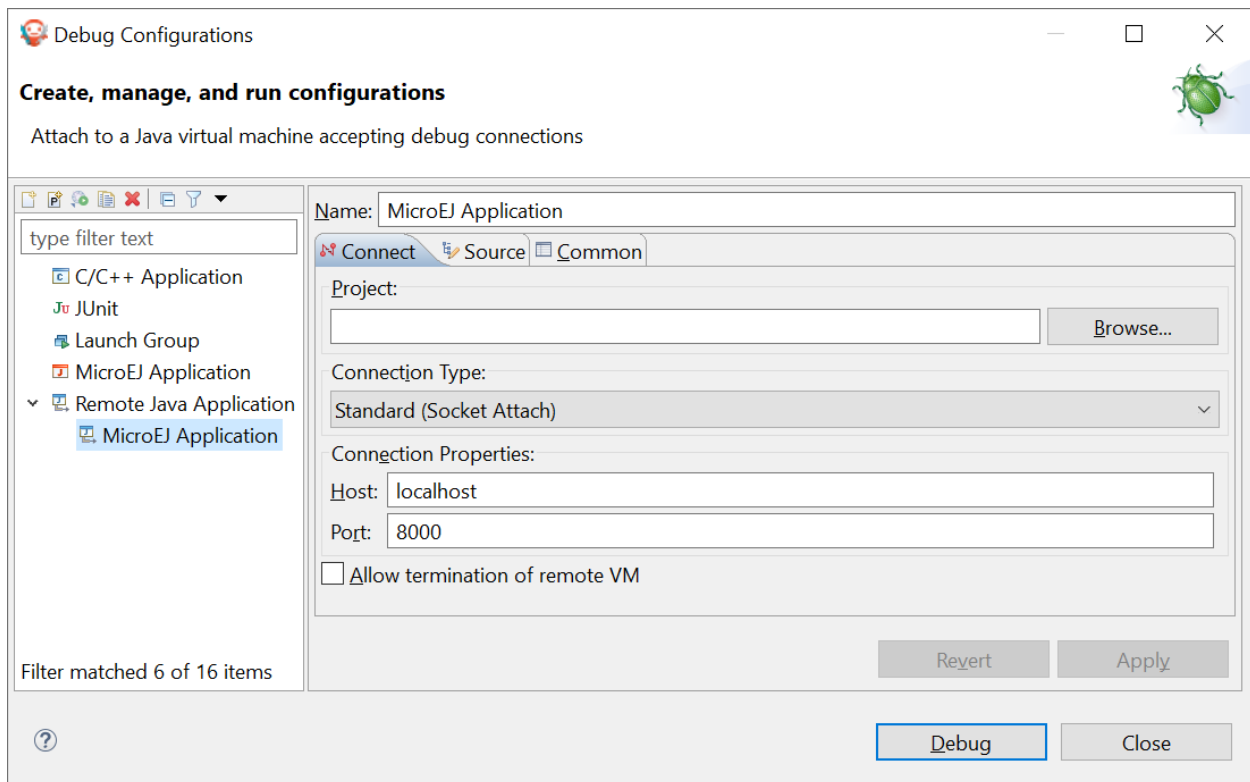 Debug Configurations
Create, manage, and run configurations
Attach to a Java virtual machine accepting debug connections
type filter text
C/C++ Application
JUnit
Launch Group
MicroEJ Application
Remote Java Application
MicroEJ Application
Filter matched 6 of 16 items
Name: MicroEJ Application
Connect Source Common
Project:
Browse...
Connection Type:
Standard (Socket Attach)
Connection Properties:
Host: localhost
Port: 8000
Allow termination of remote VM
Revert Apply
Debug Close